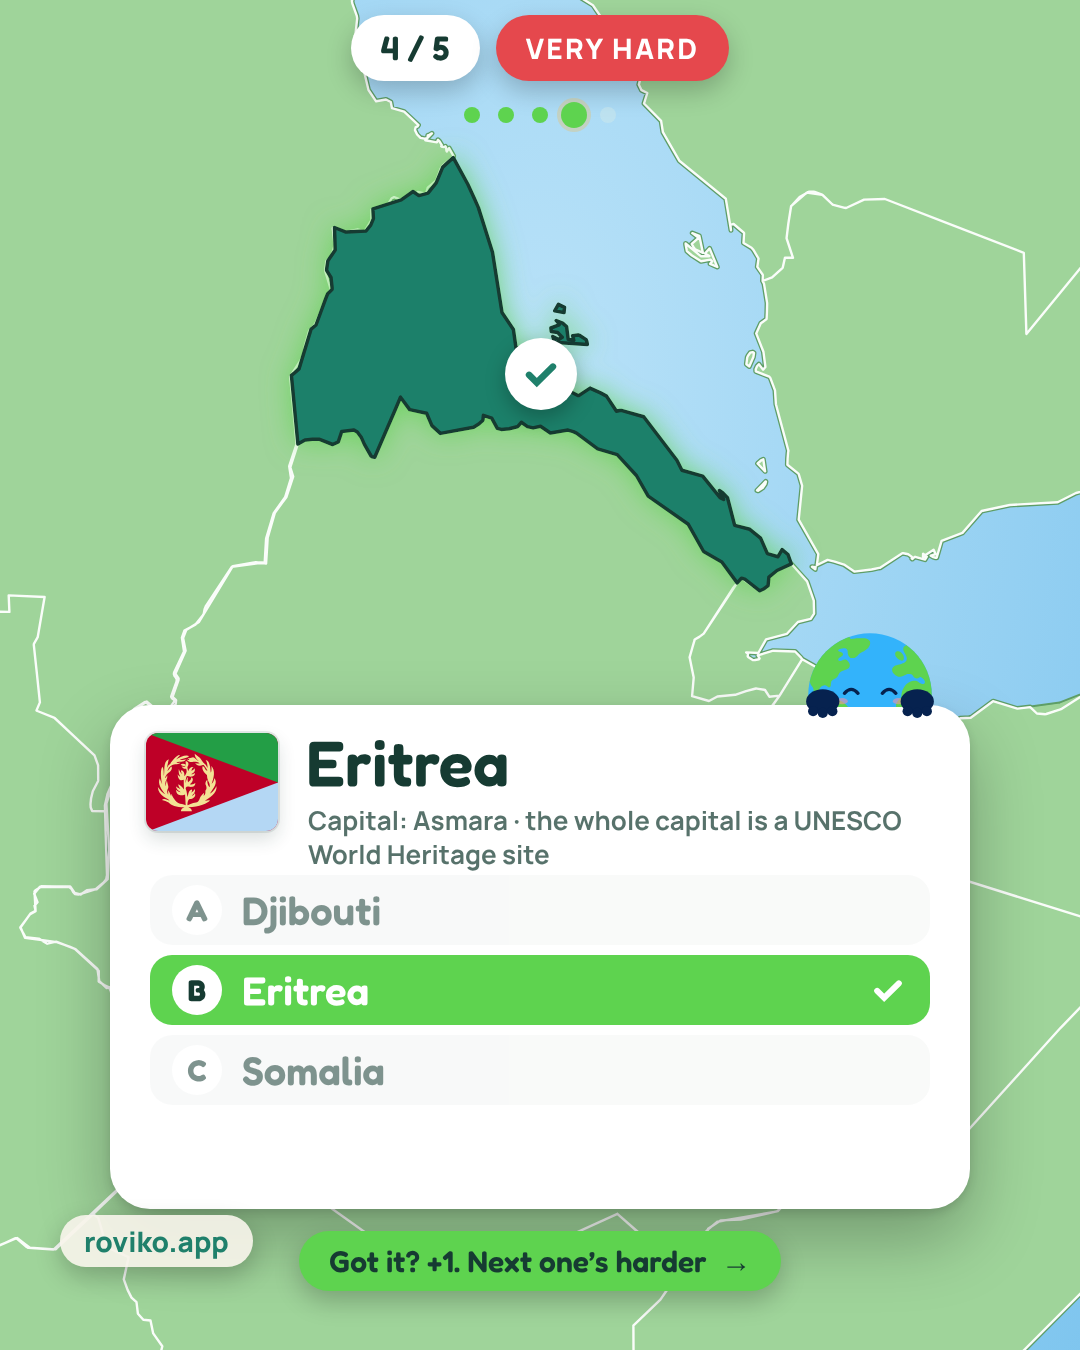 4 / 5
VERY HARD
Eritrea
Capital: Asmara · the whole capital is a UNESCO
World Heritage site
A Djibouti
B Eritrea
C Somalia
roviko.app
Got it? +1. Next one’s harder →